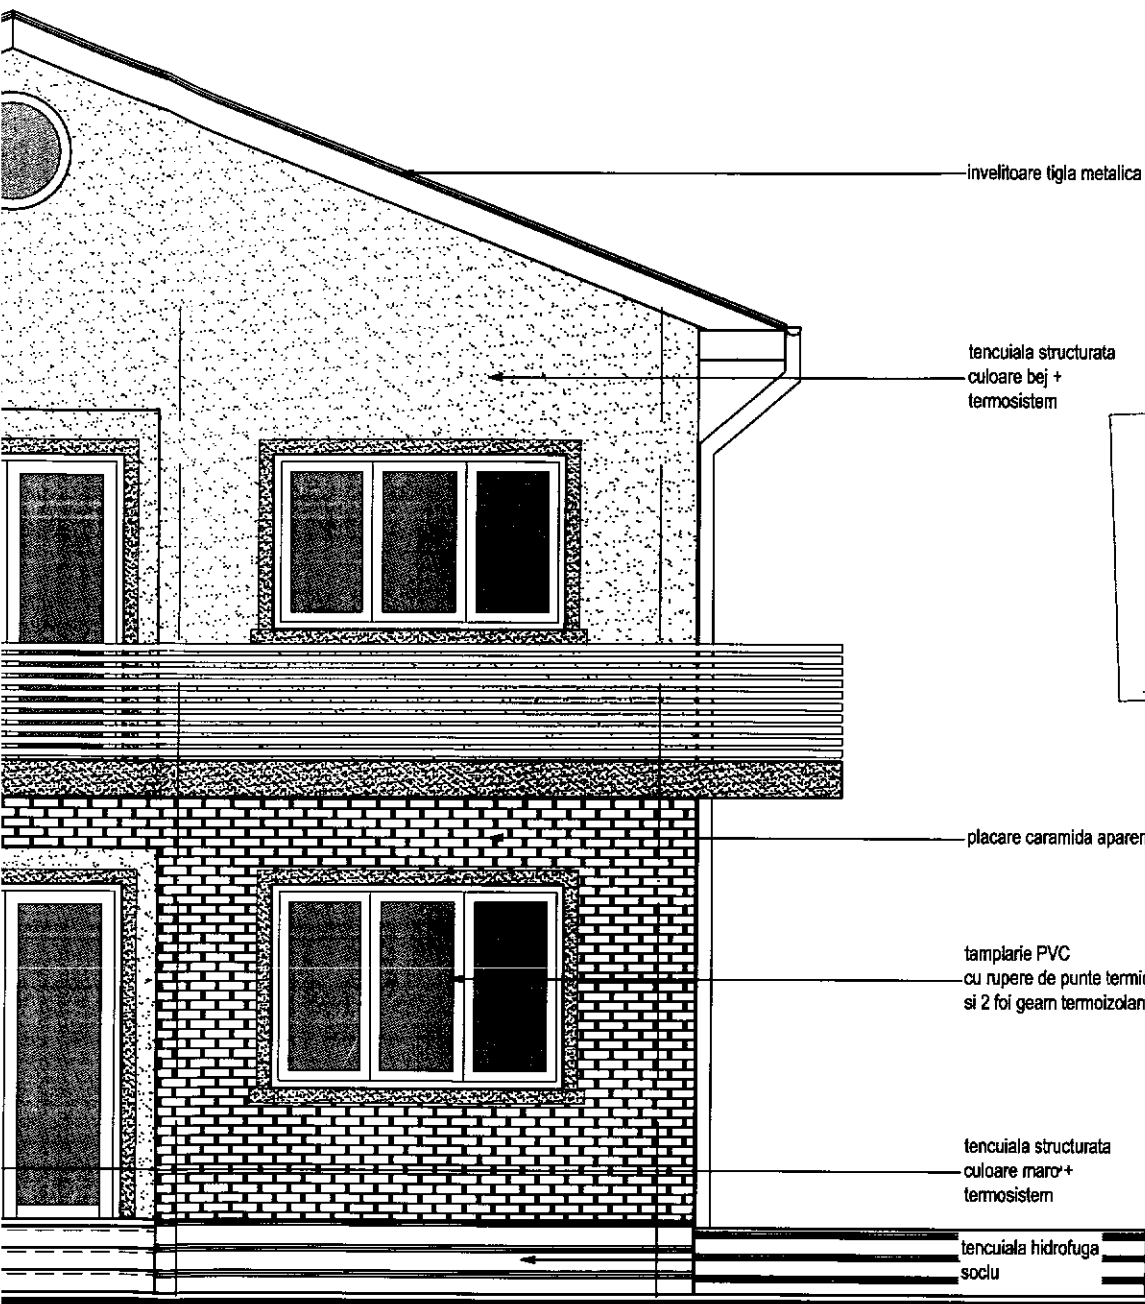 invelitoare tigla metalica
tencuiala structurata
culoare bej +
termosistem
placare caramida aparen
tamplarie PVC
cu rupere de punte termi
si 2 foi geam termoizolan
tencuiala structurata
culoare maro +
termosistem
tencuiala hidrofuga
soclu